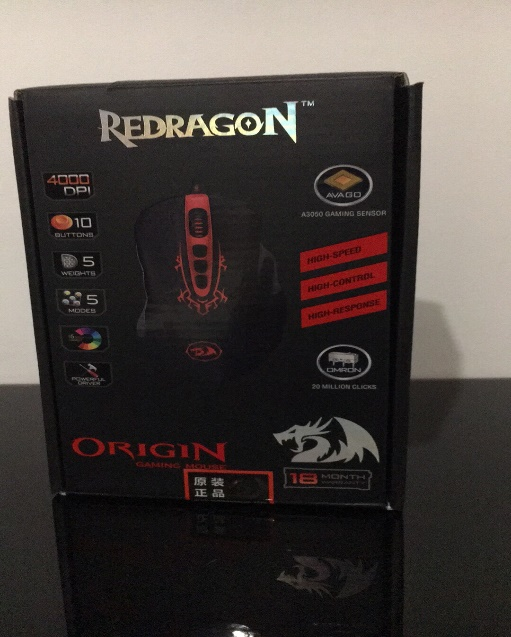 REDRAGON™
4000
DPI
10
BUTTONS
5
WEIGHTS
5
MODES
POWERFUL
DRIVER
AVAGO
A3050 GAMING SENSOR
HIGH-SPEED
HIGH-CONTROL
HIGH-RESPONSE
OMRON
20 MILLION CLICKS
ORIGIN
GAMING MOUSE
原装
正品
18 MONTH
WARRANTY